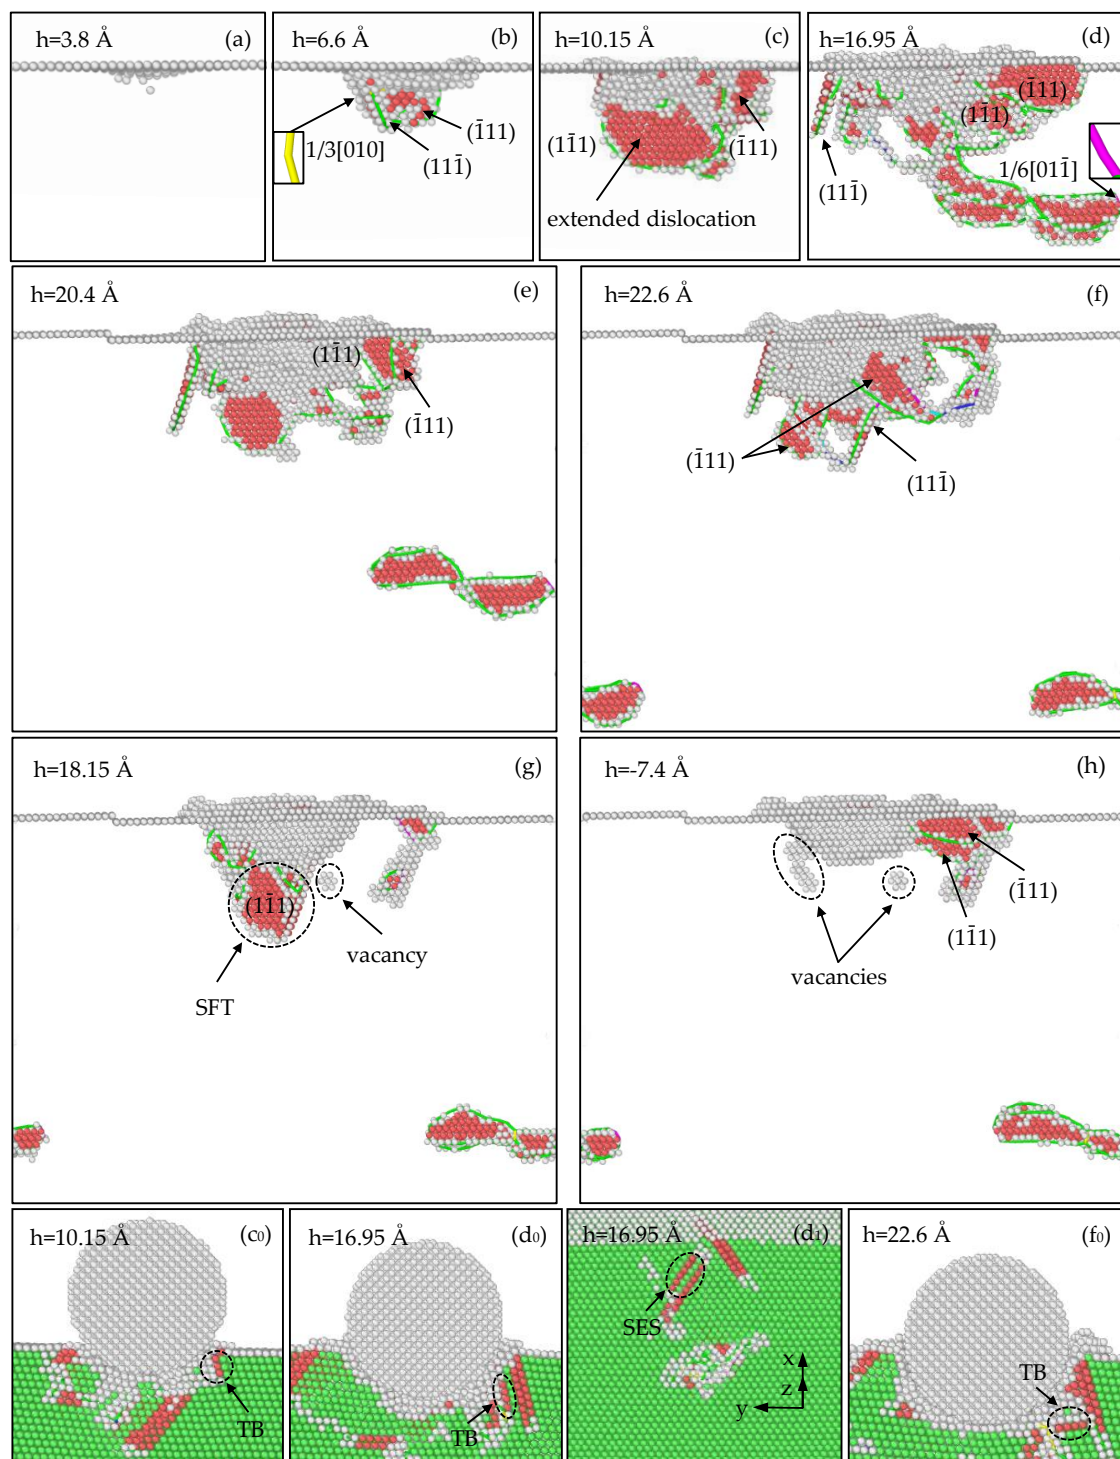 h=3.8 Å (a)
h=6.6 Å (b)
1/3[010]
(1̄11)
(111̄)
h=10.15 Å (c)
(11̄1)
(1̄11)
extended dislocation
h=16.95 Å (d)
(1̄11)
(11̄1)
(111̄)
1/6[011̄]
h=20.4 Å (e)
(11̄1)
(1̄11)
h=22.6 Å (f)
(1̄11)
(111̄)
h=18.15 Å (g)
(11̄1)
vacancy
SFT
h=-7.4 Å (h)
(1̄11)
(11̄1)
vacancies
h=10.15 Å (c0)
TB
h=16.95 Å (d0)
TB
h=16.95 Å (d1)
SES
x
z
y
h=22.6 Å (f0)
TB